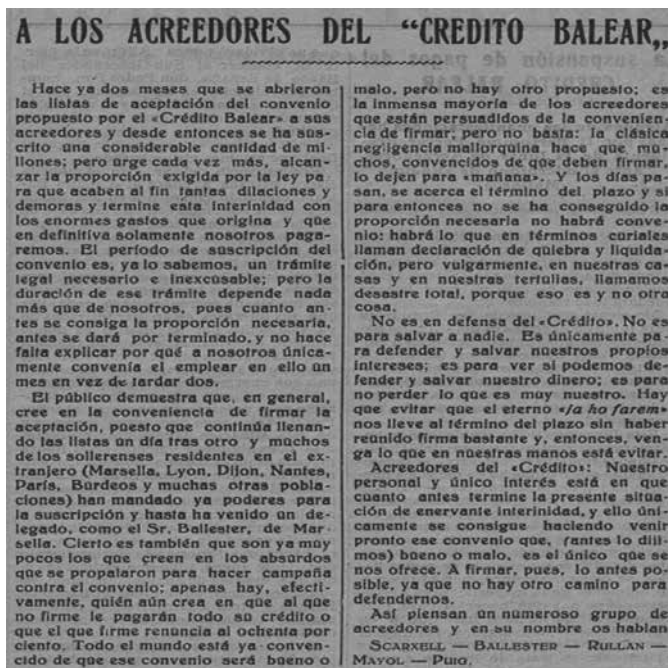 A LOS ACREEDORES DEL "CREDITO BALEAR„
Hace ya dos meses que se abrieron
las listas de aceptación del convenio
propuesto por el «Crédito Balear» a sus
acreedores y desde entonces se ha sus-
crito una considerable cantidad de mi-
llones; pero urge cada vez más, alcan-
zar la proporción exigida por la ley pa
ra que acaben al fin tantas dilaciones y
demoras y termine esta interinidad con
los enormes gastos que origina y que
en definitiva solamente nosotros paga-
remos. El período de suscripción del
convenio es, ya lo sabemos, un trámite
legal necesario e inexcusable; pero la
duración de ese trámite depende nada
más que de nosotros, pues cuanto an-
tes se consiga la proporción necesaria,
antes se dará por terminado, y no hace
falta explicar por qué a nosotros única-
mente convenía el emplear en ello un
mes en vez de tardar dos.
El público demuestra que, en general,
cree en la conveniencia de firmar la
aceptación, puesto que continúa llenan-
do las listas un día tras otro y muchos
de los sollerenses residentes en el ex-
tranjero (Marsella, Lyon, Dijon, Nantes,
París, Burdeos y muchas otras pobla-
ciones) han mandado ya poderes para
la suscripción y hasta ha venido un de-
legado, como el Sr. Ballester, de Mar-
sella. Cierto es también que son ya muy
pocos los que creen en los absurdos
que se propalaron para hacer campaña
contra el convenio; apenas hay, efecti-
vamente, quién aún crea en que al que
no firme le pagarán todo su crédito o
que el que firme renuncia al ochenta por
ciento. Todo el mundo está ya conven-
cido de que ese convenio será bueno o
malo, pero no hay otro propuesto; es
la inmensa mayoría de los acreedores
que están persuadidos de la convenien-
cia de firmar; pero no basta: la clásica
negligencia mallorquina hace que mu-
chos, convencidos de que deben firmar,
lo dejen para «mañana». Y los días pa-
san, se acerca el término del plazo y si
para entonces no se ha conseguido la
proporción necesaria no habrá conve-
nio: habrá lo que en términos curiales
llaman declaración de quiebra y liquida-
ción, pero vulgarmente, en nuestras ca-
sas y en nuestras tertulias, llamamos
desastre total, porque eso es y no otra
cosa.
No es en defensa del «Crédito». No es
para salvar a nadie. Es únicamente pa-
ra defender y salvar nuestros propios
intereses; es para ver si podemos de-
fender y salvar nuestro dinero; es para
no perder lo que es muy nuestro. Hay
que evitar que el eterno «ja ho farem»
nos lleve al término del plazo sin haber
reunido firma bastante y, entonces, ven-
ga lo que en nuestras manos está evitar.
Acreedores del «Crédito»: Nuestro
personal y único interés está en que
cuanto antes termine la presente situa-
ción de enervante interinidad, y ello úni-
camente se consigue haciendo venir
pronto ese convenio que, (antes lo diji-
mos) bueno o malo, es el único que se
nos ofrece. A firmar, pues, lo antes po-
sible, ya que no hay otro camino para
defendernos.
Así piensan un numeroso grupo de
acreedores y en su nombre os hablan
SCARXELL — BALLESTER — RULLAN —
MAYOL — PUIG.